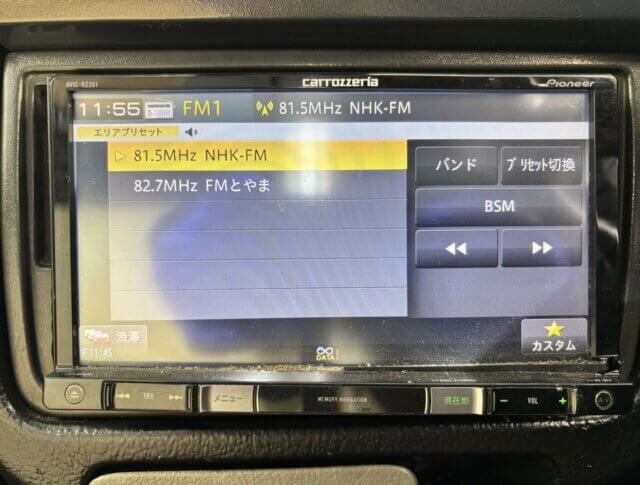 AVIC-RZ301
carrozzeria
Pioneer
11:55 FM1 81.5MHz NHK-FM
エリアプリセット
81.5MHz NHK-FM
82.7MHz FMとやま
バンド
プリセット切換
BSM
渋滞
F.11:45
DATA
カスタム
TRK
メニュー
MEMORY NAVIGATION
現在地
- VOL +
AV